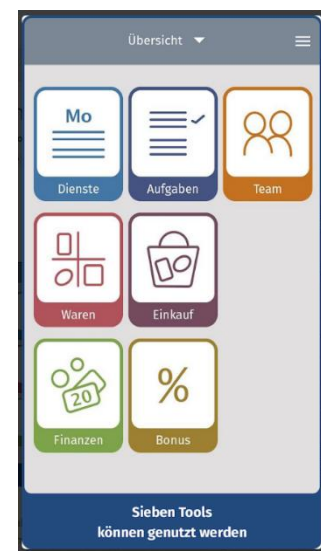 Übersicht
Mo
Dienste
Aufgaben
Team
Waren
Einkauf
20
%
Finanzen
Bonus
Sieben Tools
können genutzt werden